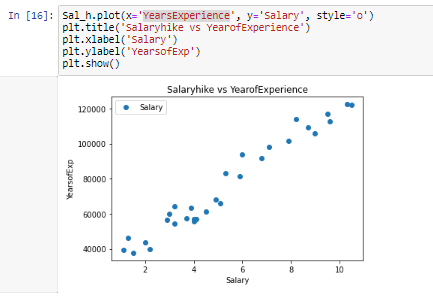 In [16]: Sal_h.plot(x='YearsExperience', y='Salary', style='o')
plt.title('Salaryhike vs YearofExperience')
plt.xlabel('Salary')
plt.ylabel('YearsofExp')
plt.show()
Salaryhike vs YearofExperience
Salary
120000
100000
80000
60000
40000
YearsofExp
2 4 6 8 10
Salary